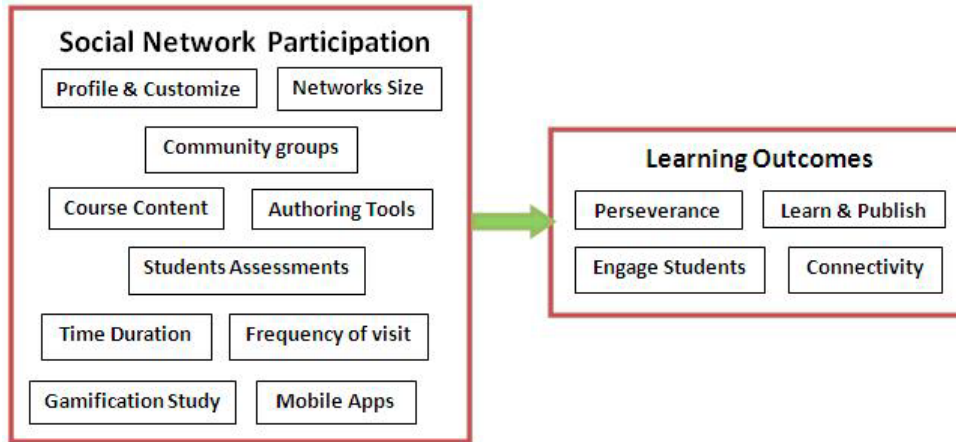 Social Network Participation
Profile & Customize
Networks Size
Community groups
Course Content
Authoring Tools
Students Assessments
Time Duration
Frequency of visit
Gamification Study
Mobile Apps
Learning Outcomes
Perseverance
Learn & Publish
Engage Students
Connectivity